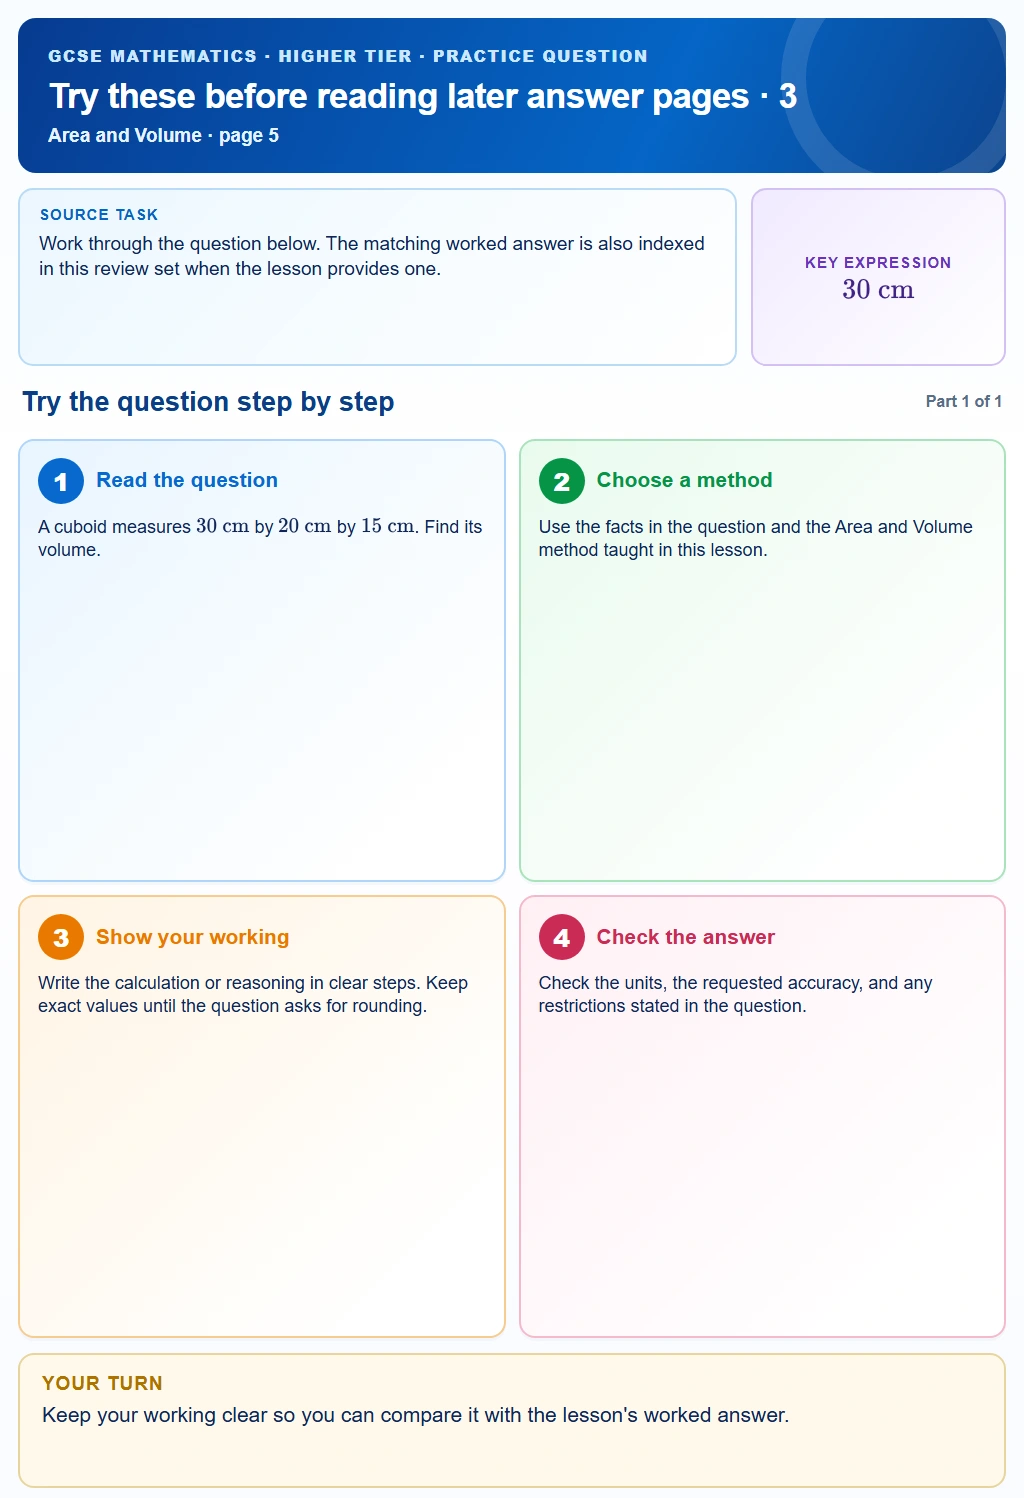 GCSE MATHEMATICS · HIGHER TIER · PRACTICE QUESTION
Try these before reading later answer pages · 3
Area and Volume · page 5
SOURCE TASK
Work through the question below. The matching worked answer is also indexed
in this review set when the lesson provides one.
KEY EXPRESSION
30 cm
Try the question step by step
Part 1 of 1
1 Read the question
A cuboid measures 30 cm by 20 cm by 15 cm. Find its
volume.
2 Choose a method
Use the facts in the question and the Area and Volume
method taught in this lesson.
3 Show your working
Write the calculation or reasoning in clear steps. Keep
exact values until the question asks for rounding.
4 Check the answer
Check the units, the requested accuracy, and any
restrictions stated in the question.
YOUR TURN
Keep your working clear so you can compare it with the lesson's worked answer.